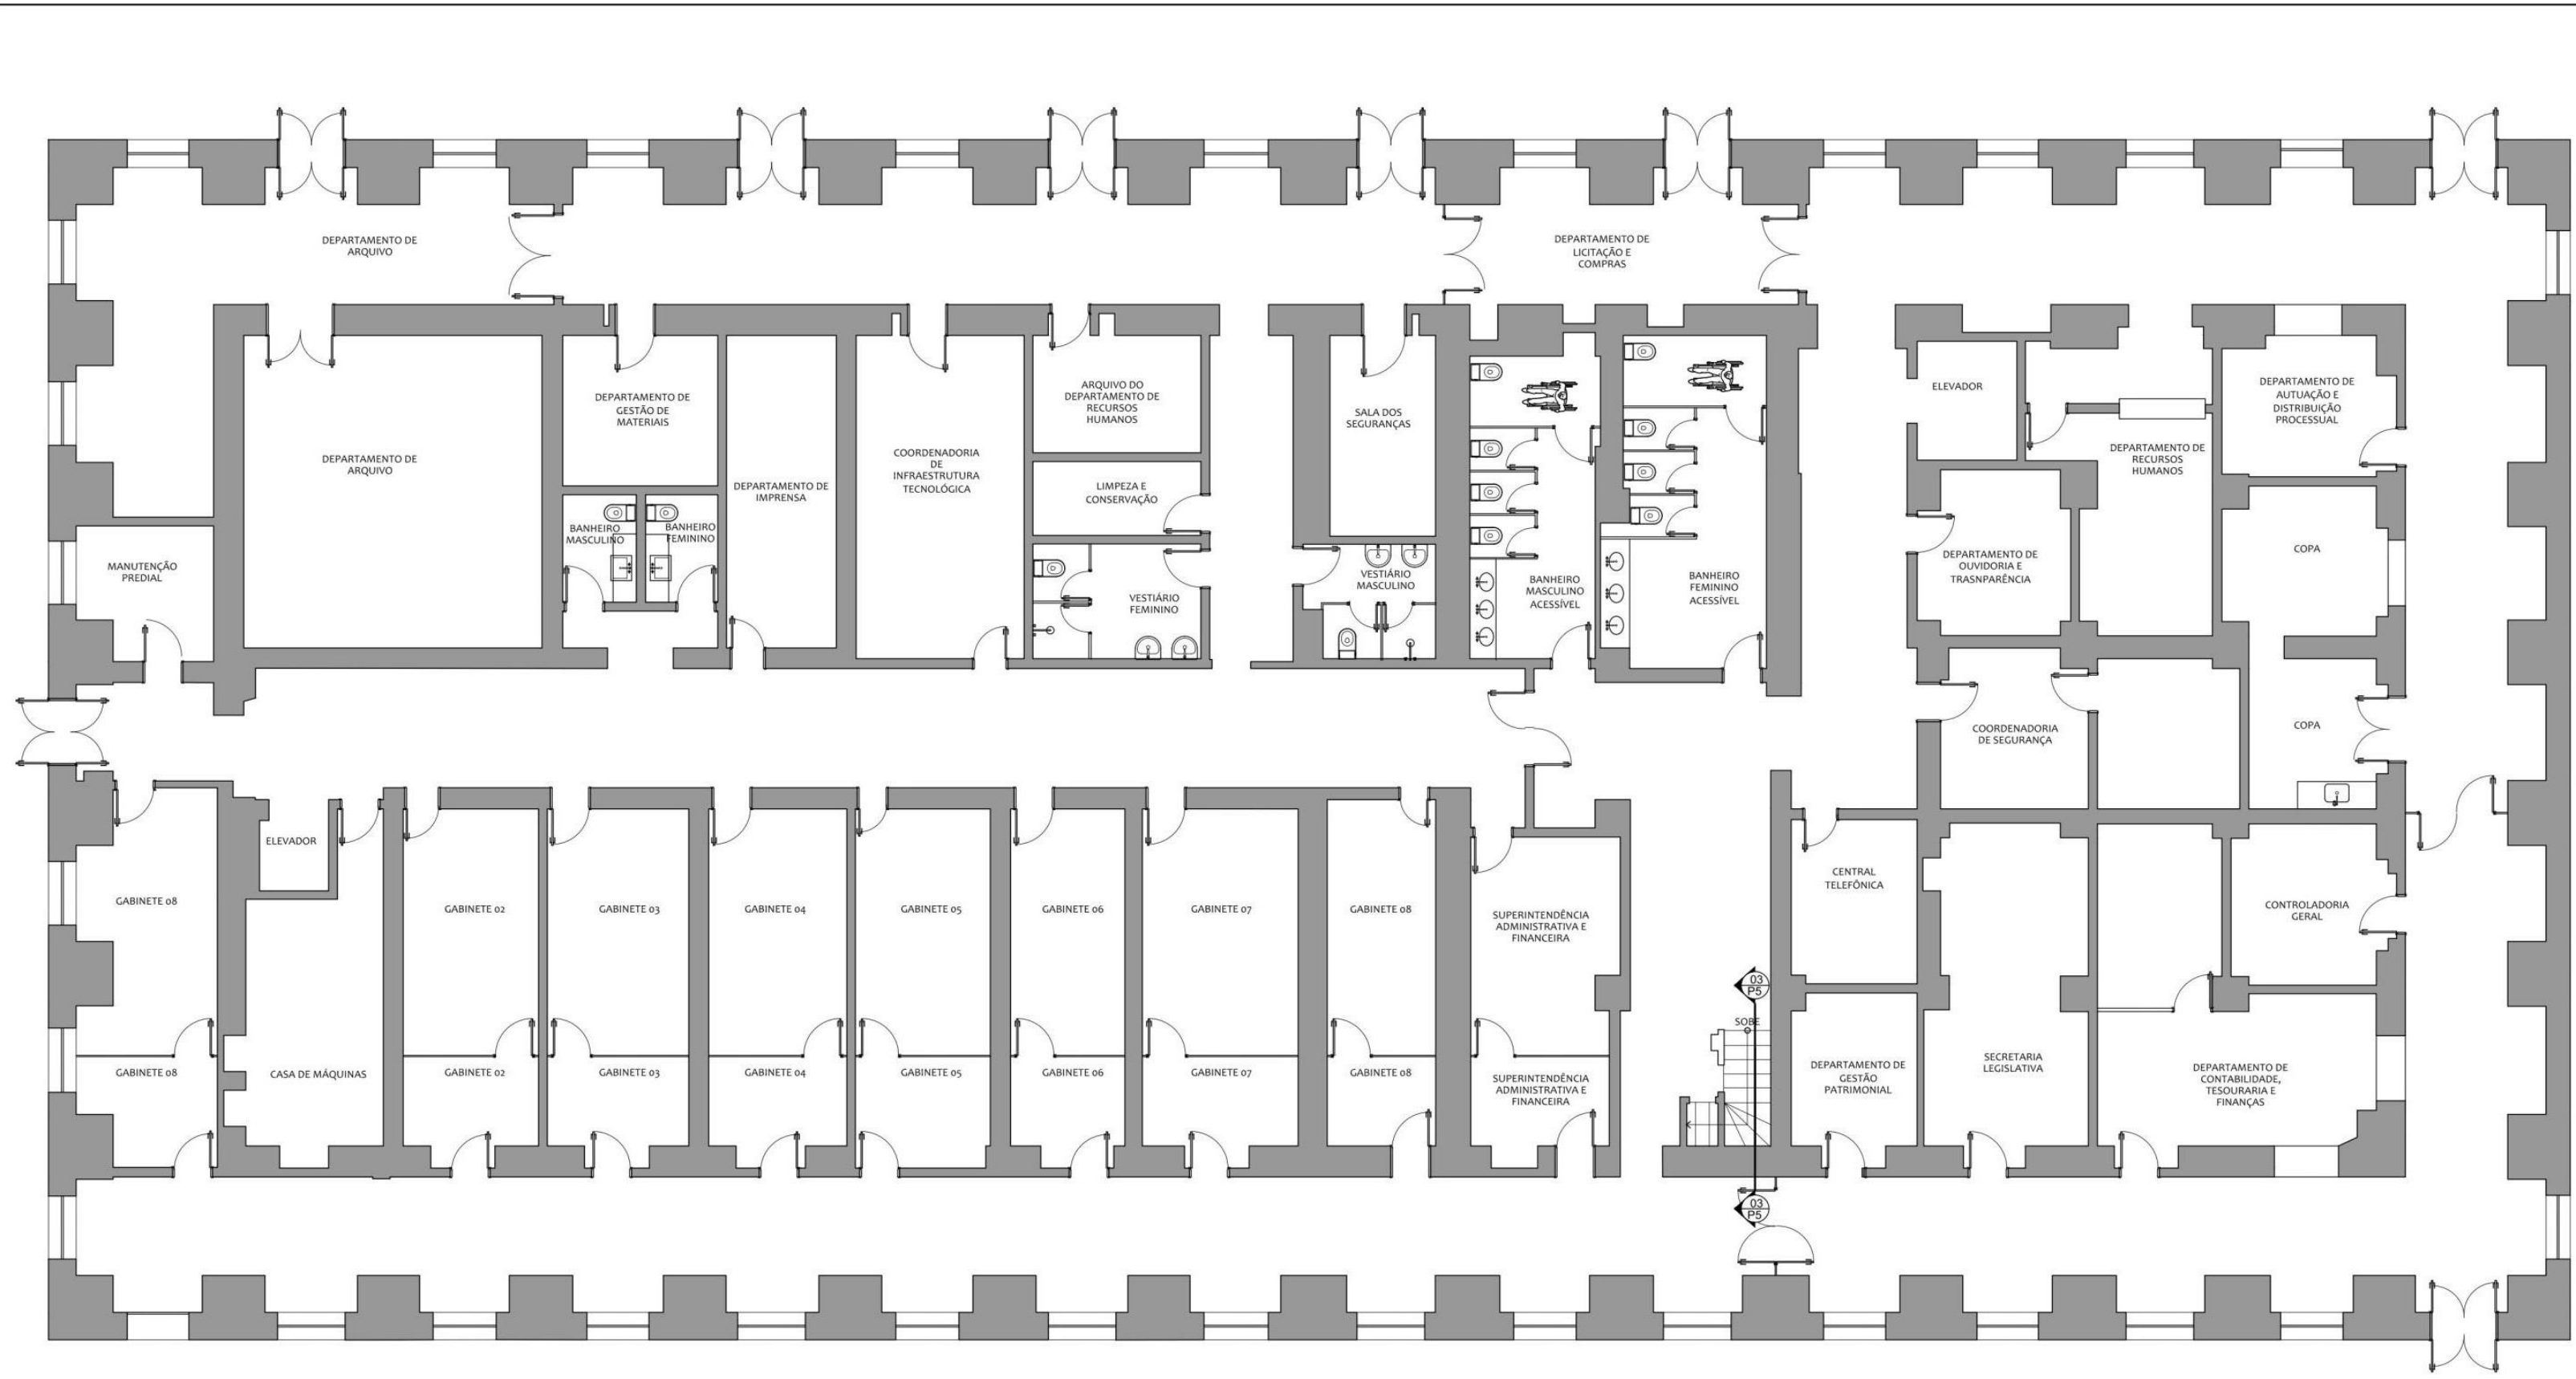 DEPARTAMENTO DE
ARQUIVO
DEPARTAMENTO DE
LICITAÇÃO E
COMPRAS
DEPARTAMENTO DE
ARQUIVO
DEPARTAMENTO DE
GESTÃO DE
MATERIAIS
BANHEIRO
MASCULINO
BANHEIRO
FEMININO
DEPARTAMENTO DE
IMPRENSA
COORDENADORIA
DE
INFRAESTRUTURA
TECNOLÓGICA
ARQUIVO DO
DEPARTAMENTO DE
RECURSOS
HUMANOS
LIMPEZA E
CONSERVAÇÃO
VESTIÁRIO
FEMININO
SALA DOS
SEGURANÇAS
VESTIÁRIO
MASCULINO
BANHEIRO
MASCULINO
ACESSÍVEL
BANHEIRO
FEMININO
ACESSÍVEL
ELEVADOR
DEPARTAMENTO DE
RECURSOS
HUMANOS
DEPARTAMENTO DE
AUTUAÇÃO E
DISTRIBUIÇÃO
PROCESSUAL
DEPARTAMENTO DE
OUVIDORIA E
TRASNPARÊNCIA
COPA
MANUTENÇÃO
PREDIAL
COORDENADORIA
DE SEGURANÇA
COPA
ELEVADOR
GABINETE 08
GABINETE 02
GABINETE 03
GABINETE 04
GABINETE 05
GABINETE 06
GABINETE 07
GABINETE 08
SUPERINTENDÊNCIA
ADMINISTRATIVA E
FINANCEIRA
CENTRAL
TELEFÔNICA
CONTROLADORIA
GERAL
03
P5
SOBE
GABINETE 08
CASA DE MÁQUINAS
GABINETE 02
GABINETE 03
GABINETE 04
GABINETE 05
GABINETE 06
GABINETE 07
GABINETE 08
SUPERINTENDÊNCIA
ADMINISTRATIVA E
FINANCEIRA
DEPARTAMENTO DE
GESTÃO
PATRIMONIAL
SECRETARIA
LEGISLATIVA
DEPARTAMENTO DE
CONTABILIDADE,
TESOURARIA E
FINANÇAS
03
P5